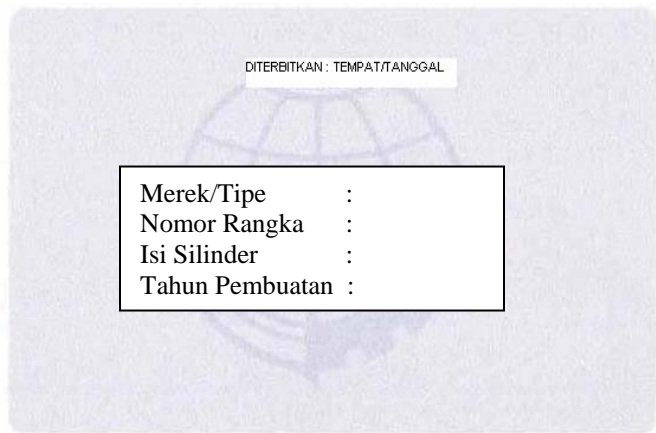 DITERBITKAN : TEMPAT/TANGGAL
Merek/Tipe :
Nomor Rangka :
Isi Silinder :
Tahun Pembuatan :